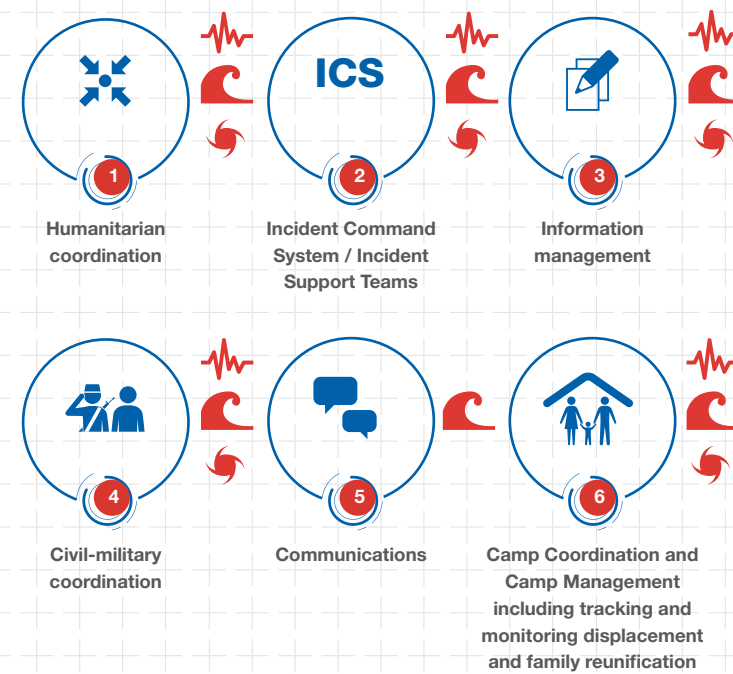 ICS
1
2
3
Humanitarian
coordination
Incident Command
System / Incident
Support Teams
Information
management
4
5
6
Civil-military
coordination
Communications
Camp Coordination and
Camp Management
including tracking and
monitoring displacement
and family reunification